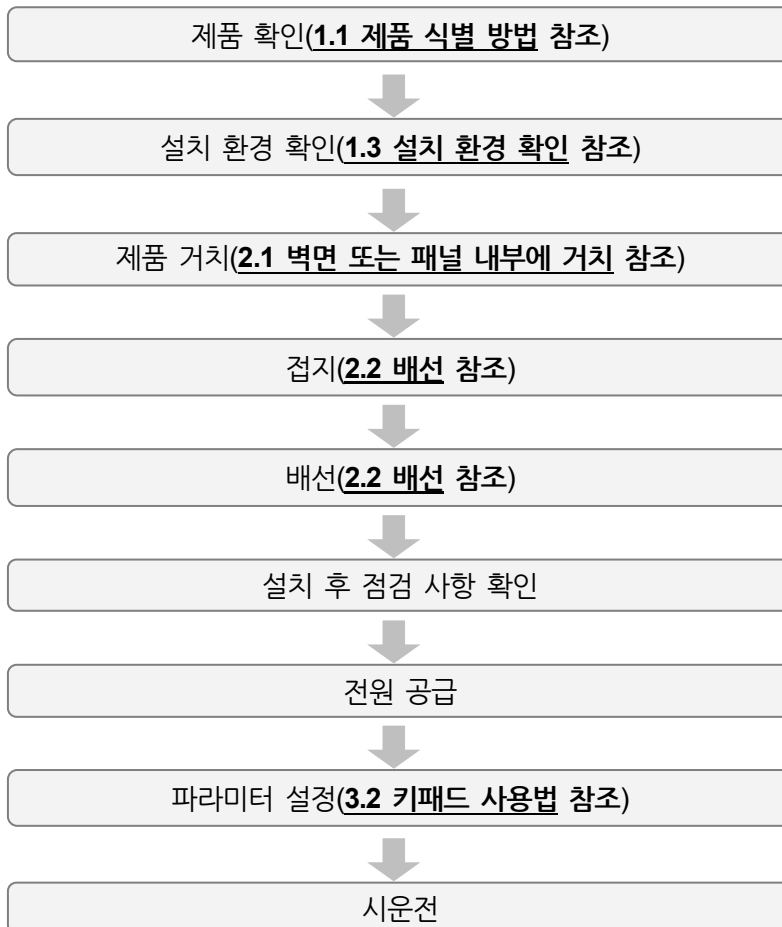 제품 확인(1.1 제품 식별 방법 참조)
설치 환경 확인(1.3 설치 환경 확인 참조)
제품 거치(2.1 벽면 또는 패널 내부에 거치 참조)
접지(2.2 배선 참조)
배선(2.2 배선 참조)
설치 후 점검 사항 확인
전원 공급
파라미터 설정(3.2 키패드 사용법 참조)
시운전